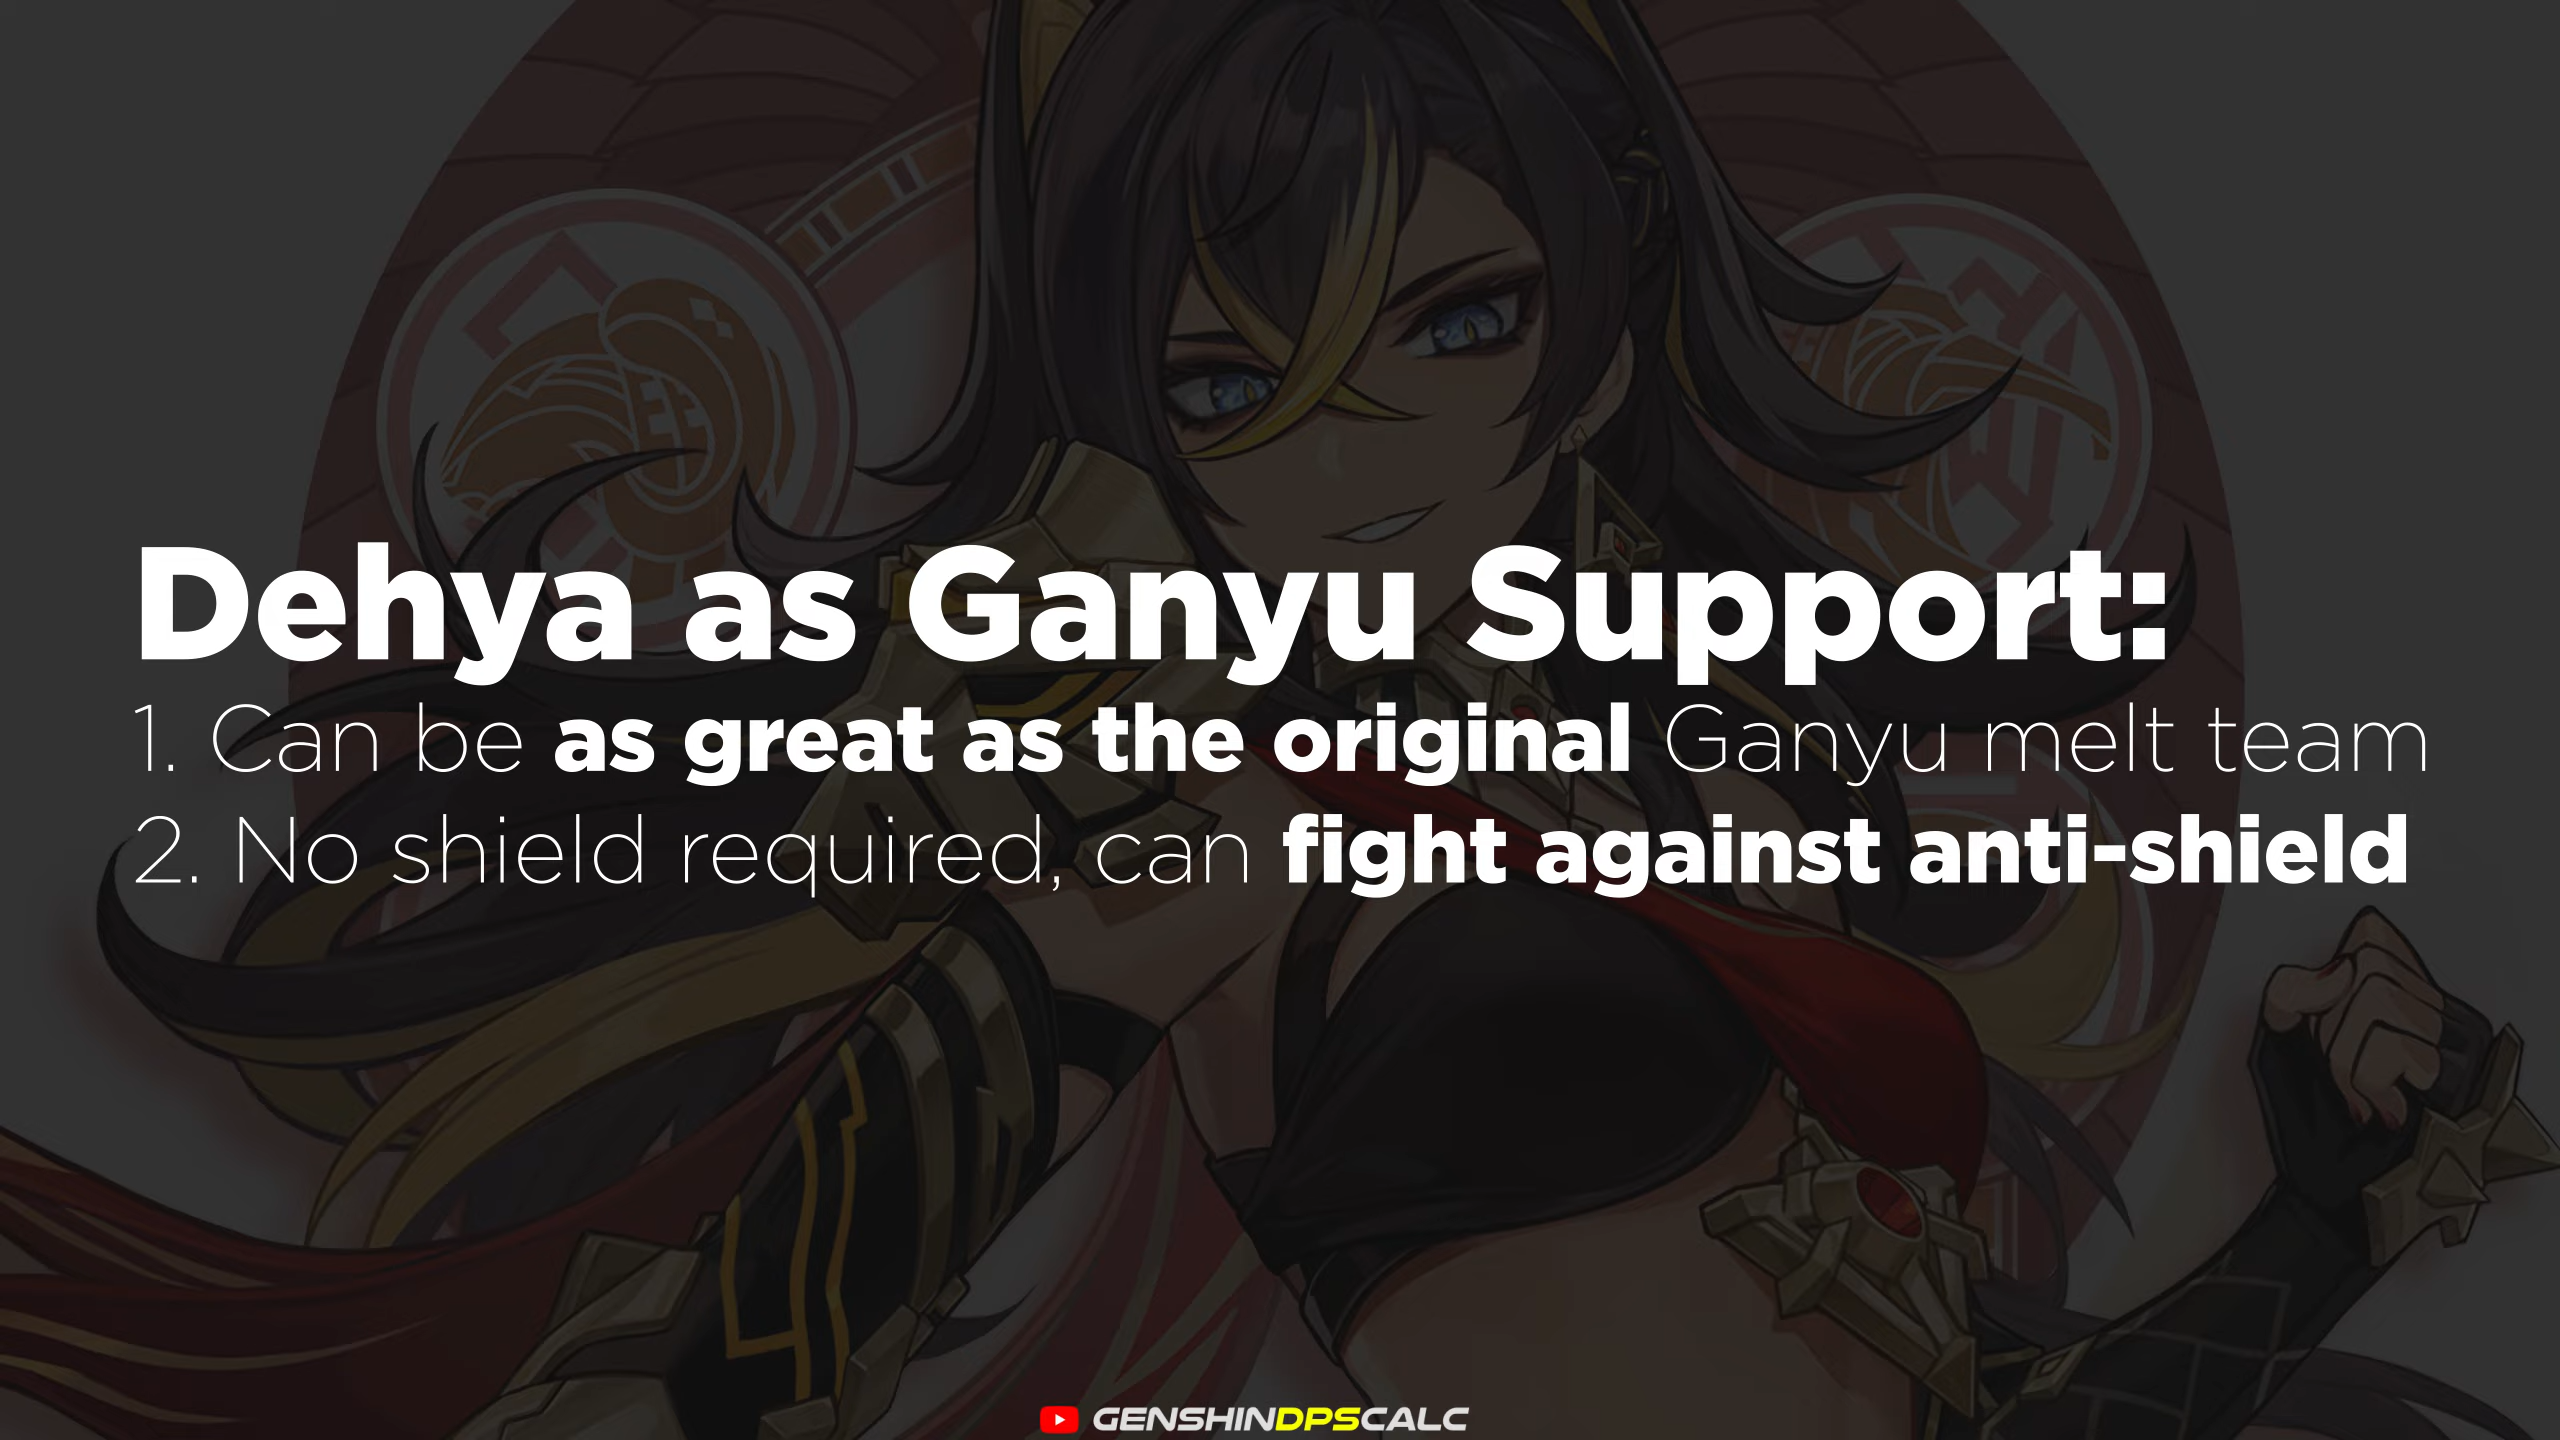 Dehya as Ganyu Support:
1. Can be as great as the original Ganyu melt team
2. No shield required, can fight against anti-shield
GENSHINDPSCALC